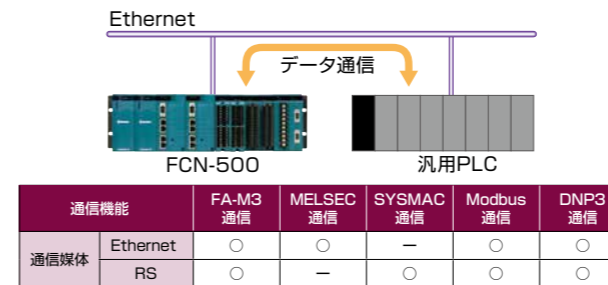 Ethernet
データ通信
FCN-500
汎用PLC
通信機能 FA-M3 通信 MELSEC 通信 SYSMAC 通信 Modbus 通信 DNP3 通信
通信媒体 Ethernet ○ ○ － ○ ○
RS ○ － ○ ○ ○